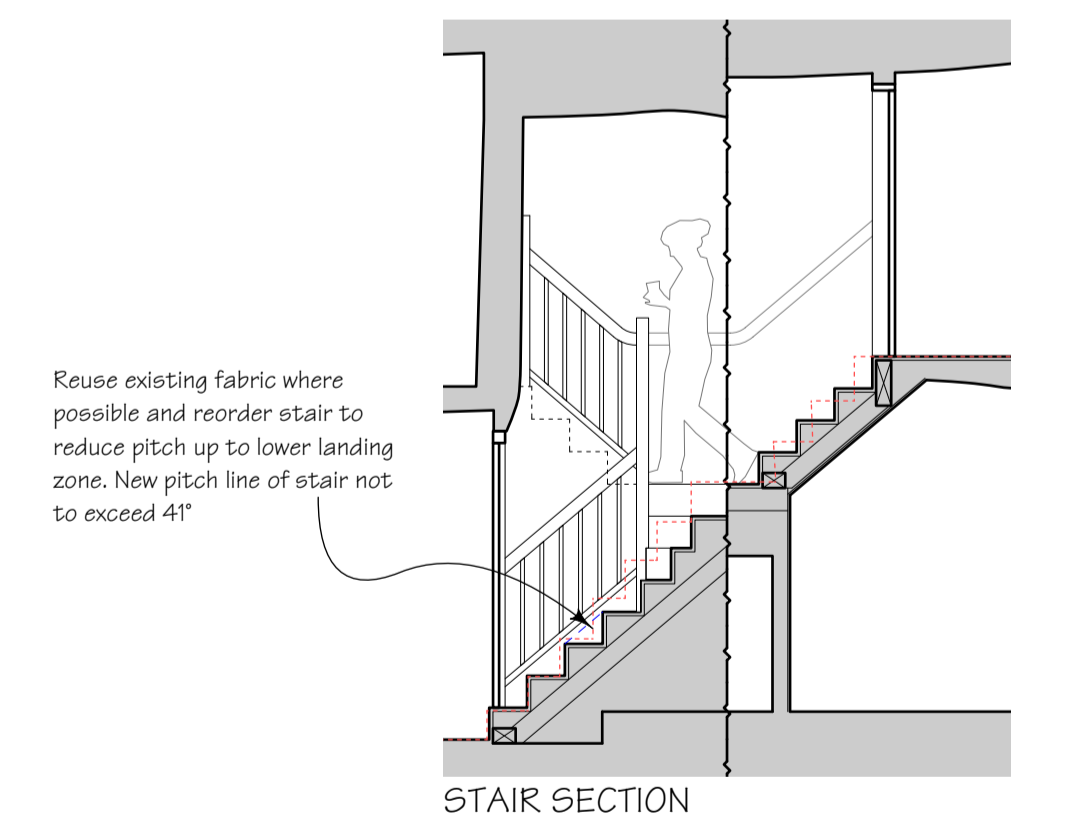 Reuse existing fabric where
possible and reorder stair to
reduce pitch up to lower landing
zone. New pitch line of stair not
to exceed 41°
STAIR SECTION